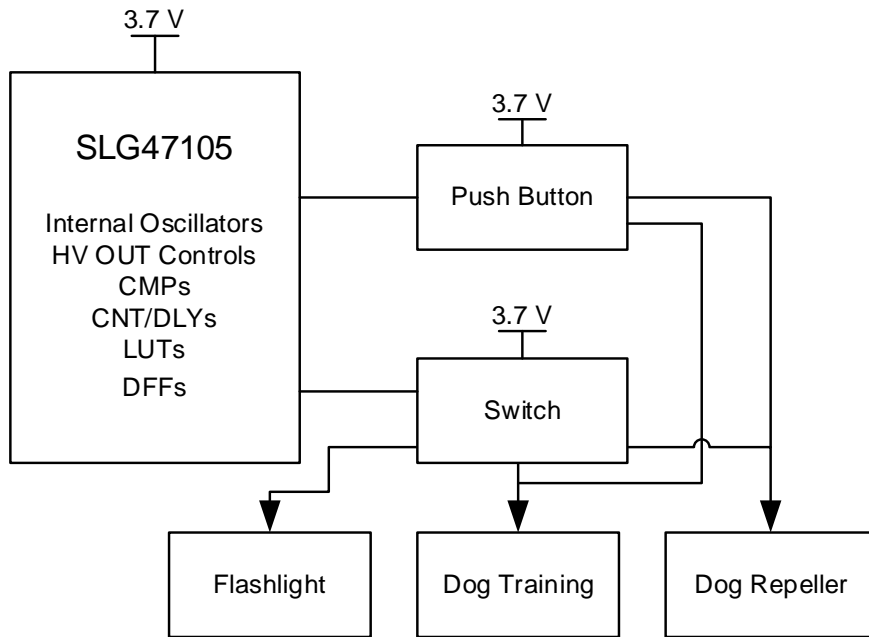 3.7 V
SLG47105
Internal Oscillators
HV OUT Controls
CMPs
CNT/DLYs
LUTs
DFFs
3.7 V
Push Button
3.7 V
Switch
Flashlight
Dog Training
Dog Repeller